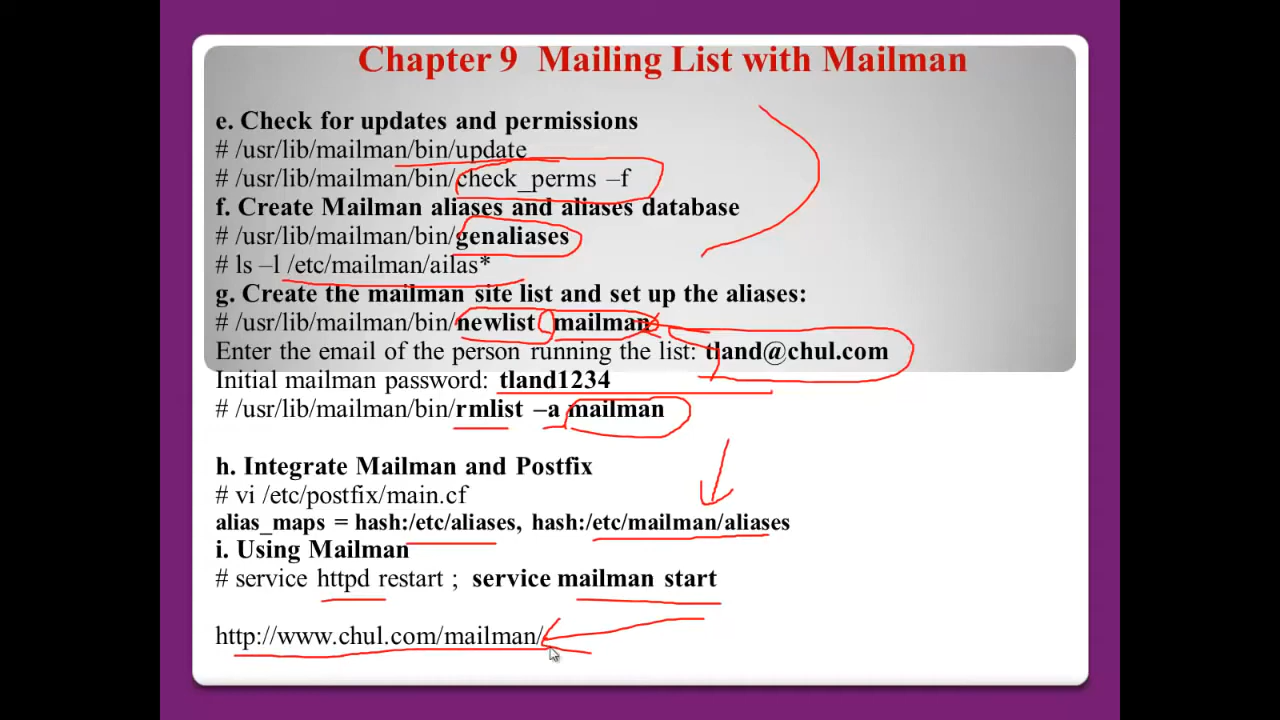 Chapter 9 Mailing List with Mailman
e. Check for updates and permissions
# /usr/lib/mailman/bin/update
# /usr/lib/mailman/bin/check_perms –f
f. Create Mailman aliases and aliases database
# /usr/lib/mailman/bin/genaliases
# ls –l /etc/mailman/ailas*
g. Create the mailman site list and set up the aliases:
# /usr/lib/mailman/bin/newlist mailman
Enter the email of the person running the list: tland@chul.com
Initial mailman password: tland1234
# /usr/lib/mailman/bin/rmlist –a mailman
h. Integrate Mailman and Postfix
# vi /etc/postfix/main.cf
alias_maps = hash:/etc/aliases, hash:/etc/mailman/aliases
i. Using Mailman
# service httpd restart ; service mailman start
http://www.chul.com/mailman/..